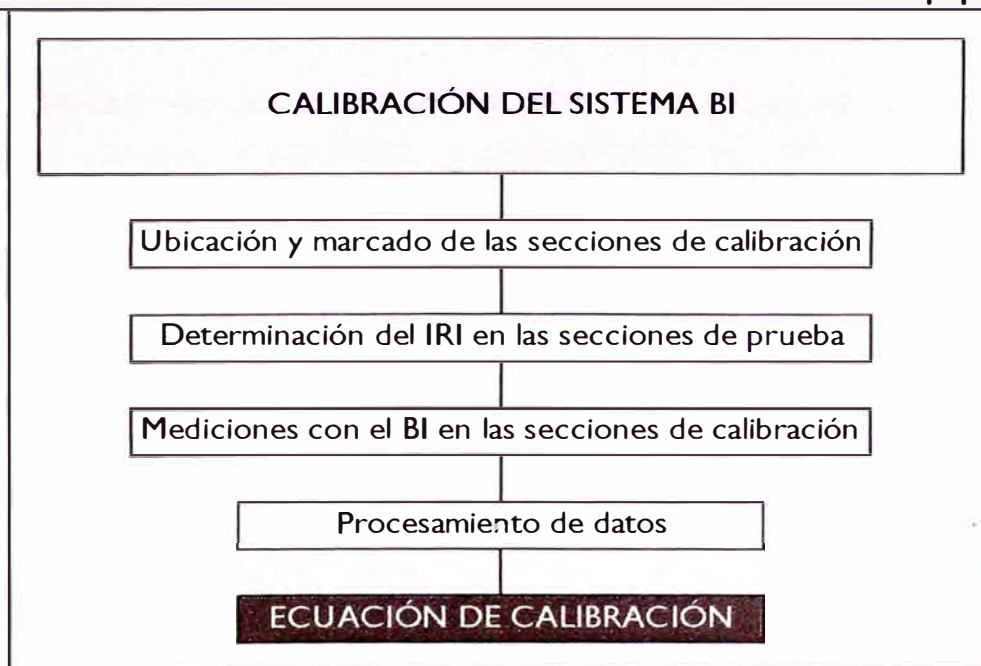 CALIBRACIÓN DEL SISTEMA BI
Ubicación y marcado de las secciones de calibración
Determinación del IRI en las secciones de prueba
Mediciones con el BI en las secciones de calibración
Procesamiento de datos
ECUACIÓN DE CALIBRACIÓN